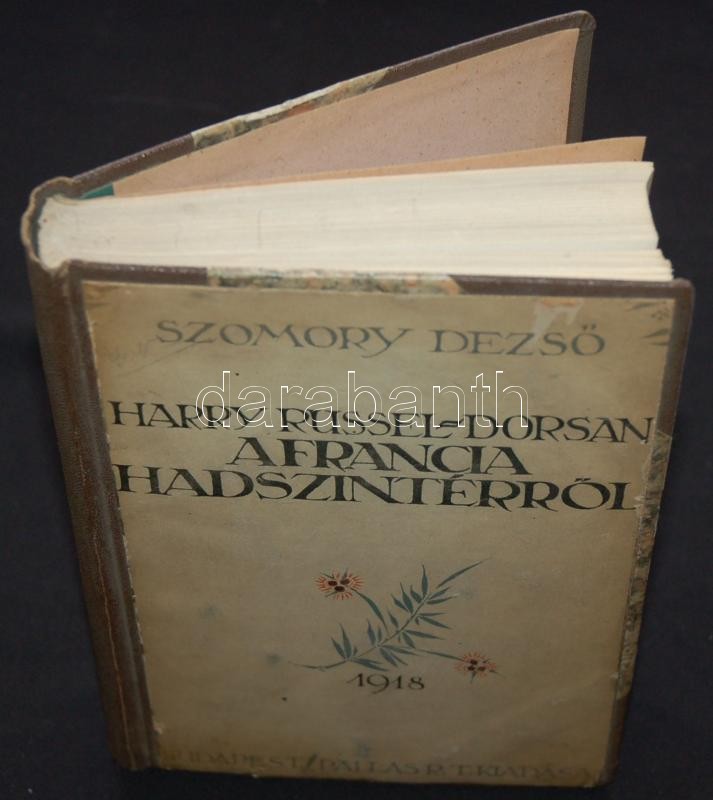 SZOMORY DEZSŐ
darabanth
HARRY RUSSEL-DORSAN
A FRANCIA
HADSZINTÉRRŐL
1918
BUDAPEST/PALLAS R.T. KIADÁSA